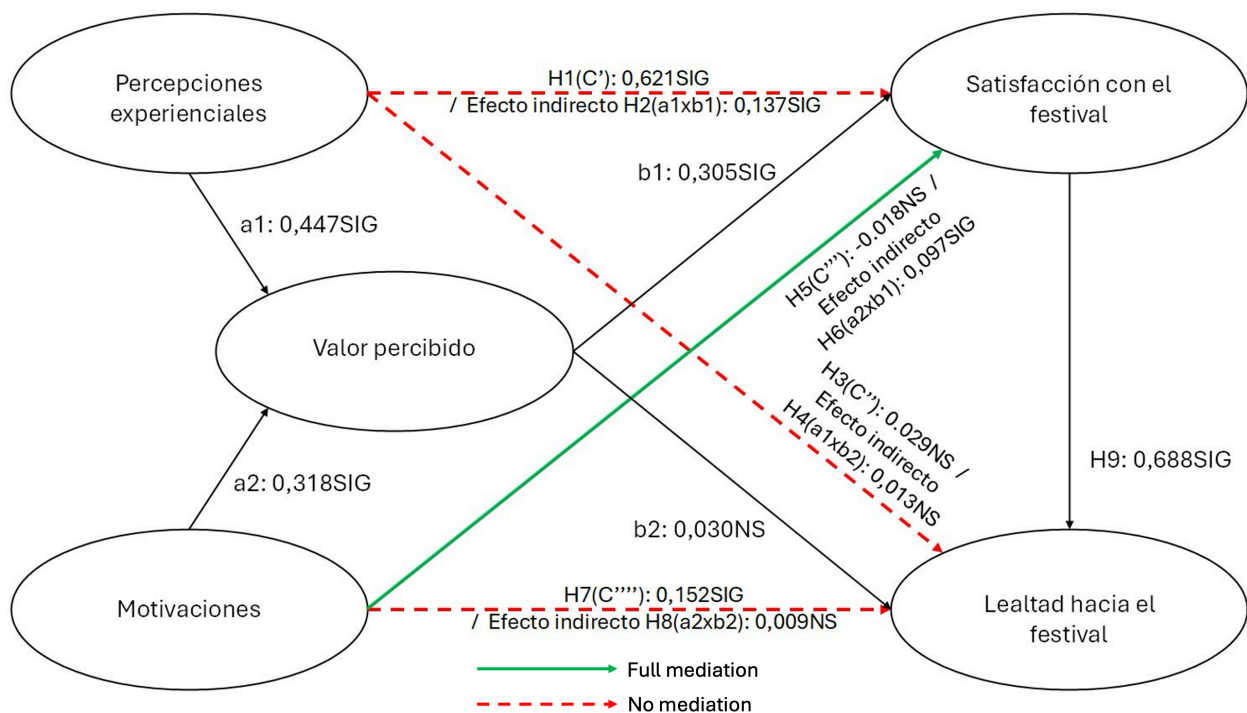 Percepciones
experienciales
H1(C'): 0,621SIG
/ Efecto indirecto H2(a1xb1): 0,137SIG
Satisfacción con el
festival
b1: 0,305SIG
a1: 0,447SIG
H5(C’’’): -0.018NS /
Efecto indirecto
H6(a2xb1): 0,097SIG
Valor percibido
H3(C’’): 0.029NS /
Efecto indirecto
H4(a1xb2): 0,013NS
H9: 0,688SIG
a2: 0,318SIG
b2: 0,030NS
Motivaciones
H7(C’’’’): 0,152SIG
/ Efecto indirecto H8(a2xb2): 0,009NS
Lealtad hacia el
festival
Full mediation
No mediation